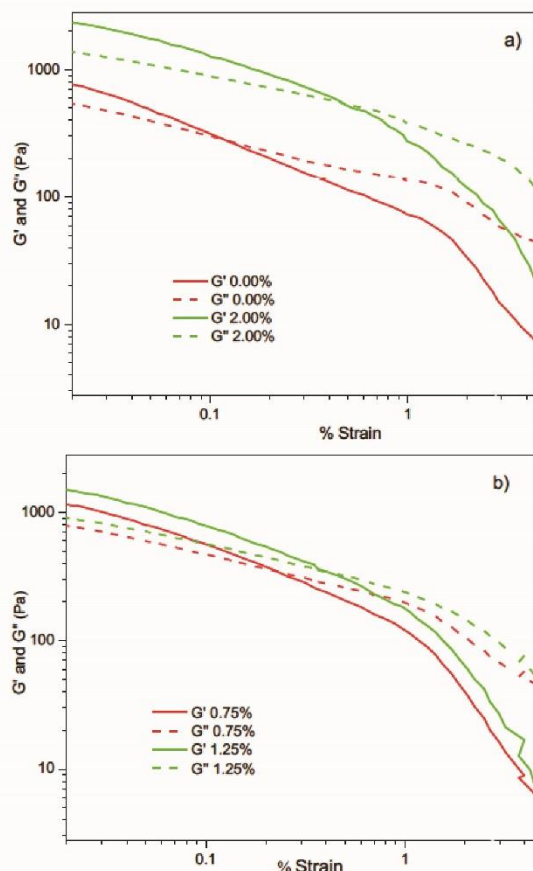 a)
1000
100
10
G' and G" (Pa)
G' 0.00%
G" 0.00%
G' 2.00%
G" 2.00%
0.1
1
% Strain
b)
1000
100
10
G' and G" (Pa)
G' 0.75%
G" 0.75%
G' 1.25%
G" 1.25%
0.1
1
% Strain